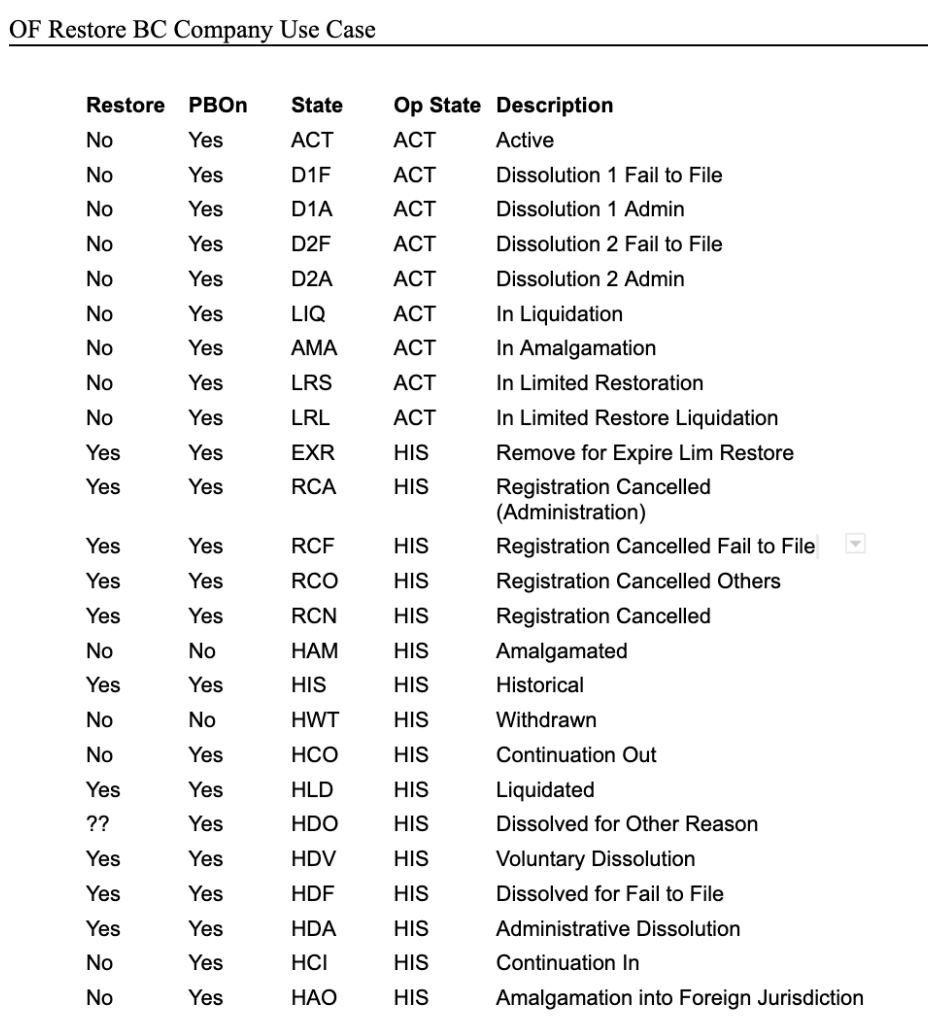 OF Restore BC Company Use Case
Restore PBOn State Op State Description
No Yes ACT ACT Active
No Yes D1F ACT Dissolution 1 Fail to File
No Yes D1A ACT Dissolution 1 Admin
No Yes D2F ACT Dissolution 2 Fail to File
No Yes D2A ACT Dissolution 2 Admin
No Yes LIQ ACT In Liquidation
No Yes AMA ACT In Amalgamation
No Yes LRS ACT In Limited Restoration
No Yes LRL ACT In Limited Restore Liquidation
Yes Yes EXR HIS Remove for Expire Lim Restore
Yes Yes RCA HIS Registration Cancelled
(Administration)
Yes Yes RCF HIS Registration Cancelled Fail to File
Yes Yes RCO HIS Registration Cancelled Others
Yes Yes RCN HIS Registration Cancelled
No No HAM HIS Amalgamated
Yes Yes HIS HIS Historical
No No HWT HIS Withdrawn
No Yes HCO HIS Continuation Out
Yes Yes HLD HIS Liquidated
?? Yes HDO HIS Dissolved for Other Reason
Yes Yes HDV HIS Voluntary Dissolution
Yes Yes HDF HIS Dissolved for Fail to File
Yes Yes HDA HIS Administrative Dissolution
No Yes HCI HIS Continuation In
No Yes HAO HIS Amalgamation into Foreign Jurisdiction